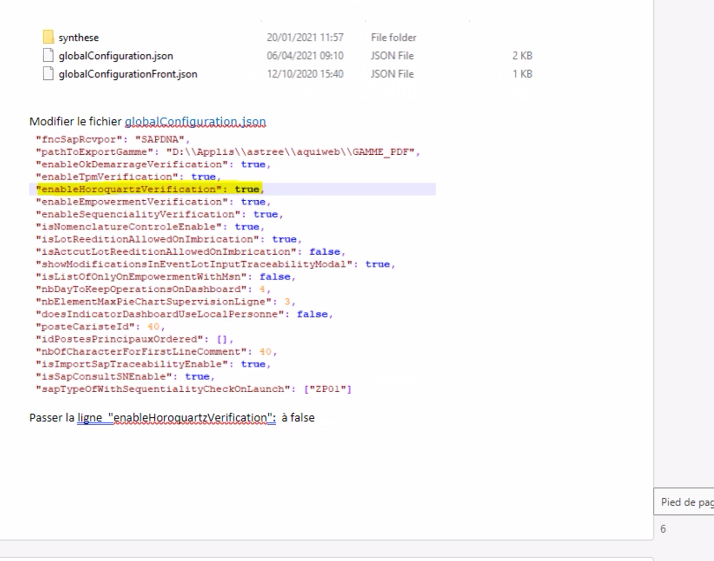 synthese 20/01/2021 11:57 File folder
globalConfiguration.json 06/04/2021 09:10 JSON File 2 KB
globalConfigurationFront.json 12/10/2020 15:40 JSON File 1 KB
Modifier le fichier globalConfiguration.json
"fncSapRcvpor": "SAPDNA",
"pathToExportGamme": "D:\\Applis\\astree\\aquiweb\\GAMME_PDF",
"enableOkDemarrageVerification": true,
"enableTpmVerification": true,
"enableHoroquartzVerification": true,
"enableEmpowermentVerification": true,
"enableSequencialityVerification": true,
"isNomenclatureControleEnable": true,
"isLotReeditionAllowedOnImbrication": true,
"isActcutLotReeditionAllowedOnImbrication": false,
"showModificationsInEventLotInputTraceabilityModal": true,
"isListOfOnlyOnEmpowermentWithMsn": false,
"nbDayToKeepOperationsOnDashboard": 4,
"nbElementMaxPieChartSupervisionLigne": 3,
"doesIndicatorDashboardUseLocalPersonne": false,
"posteCaristeId": 40,
"idPostesPrincipauxOrdered": [],
"nbOfCharacterForFirstLineComment": 40,
"isImportSapTraceabilityEnable": true,
"isSapConsultSNEnable": true,
"sapTypeOfWithSequentialityCheckOnLaunch": ["ZP01"]
Passer la ligne "enableHoroquartzVerification": à false
Pied de pag
6